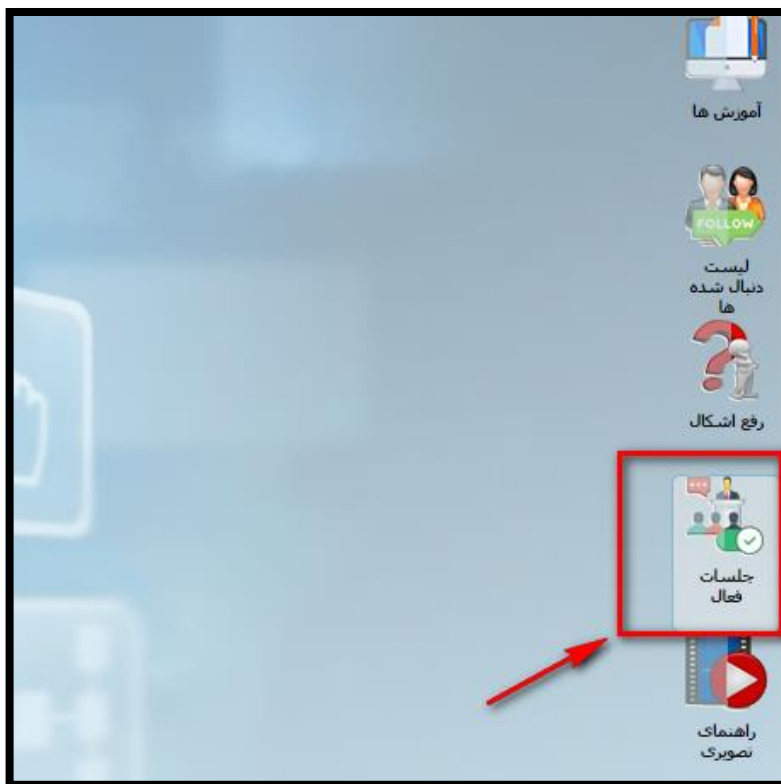 آموزش ها
FOLLOW
لیست
دنبال شده
ها
رفع اشکال
جلسات
فعال
راهنمای
تصویری